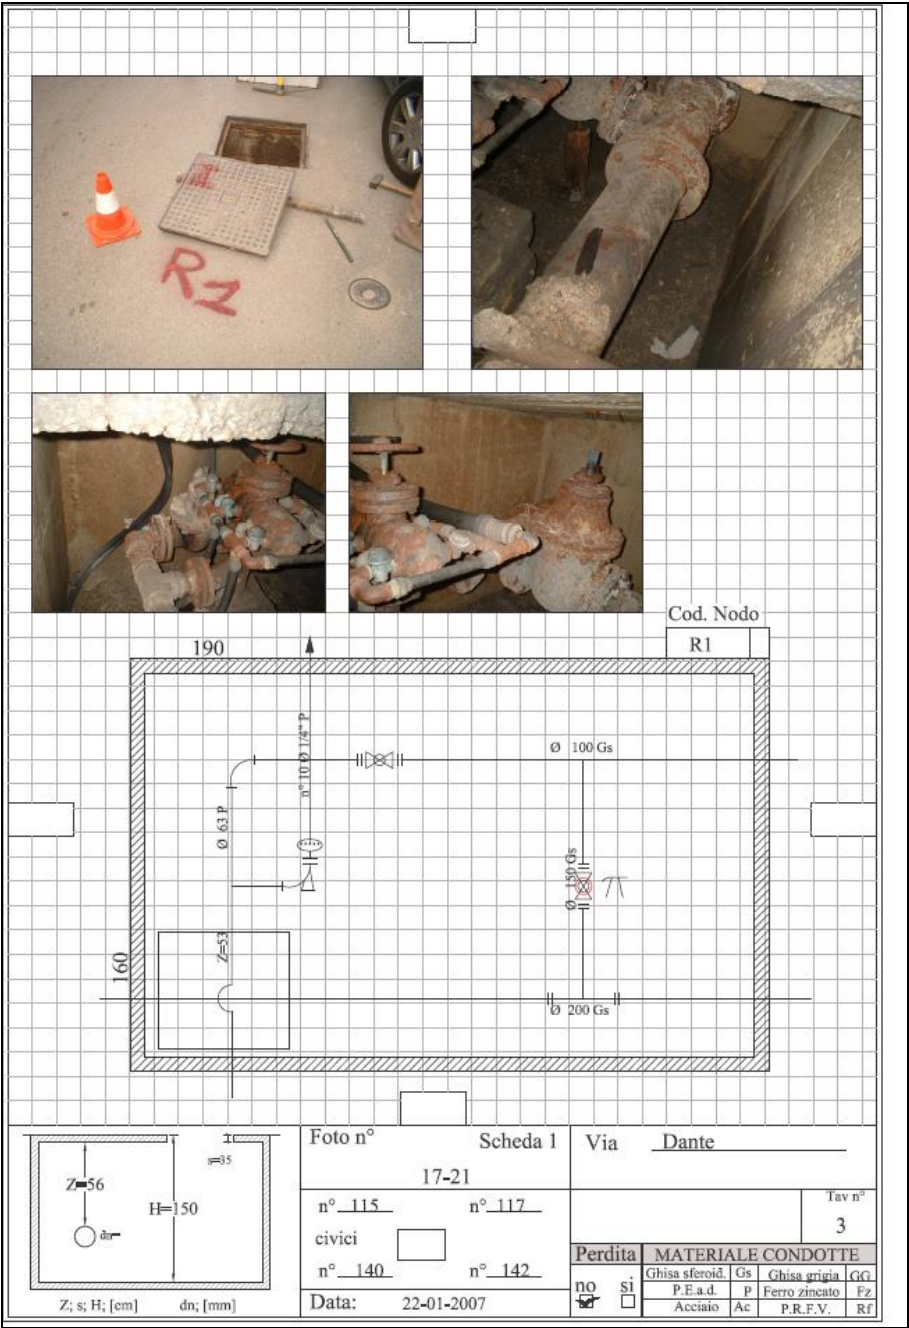 R1
Cod. Nodo
R1
190
n° 10 Ø 1/4" P
Ø 100 Gs
Ø 63 P
Ø 150 Gs
Z=53
160
Ø 200 Gs
s=35
Z=56
H=150
dn=
Z; s; H; [cm] dn; [mm]
Foto n° Scheda 1
17-21
n° 115 n° 117
civici
n° 140 n° 142
Data: 22-01-2007
Via Dante
Tav n°
3
Perdita MATERIALE CONDOTTE
no si
Ghisa sferoid. Gs Ghisa grigia GG
P.E.a.d. P Ferro zincato Fz
Acciaio Ac P.R.F.V. Rf